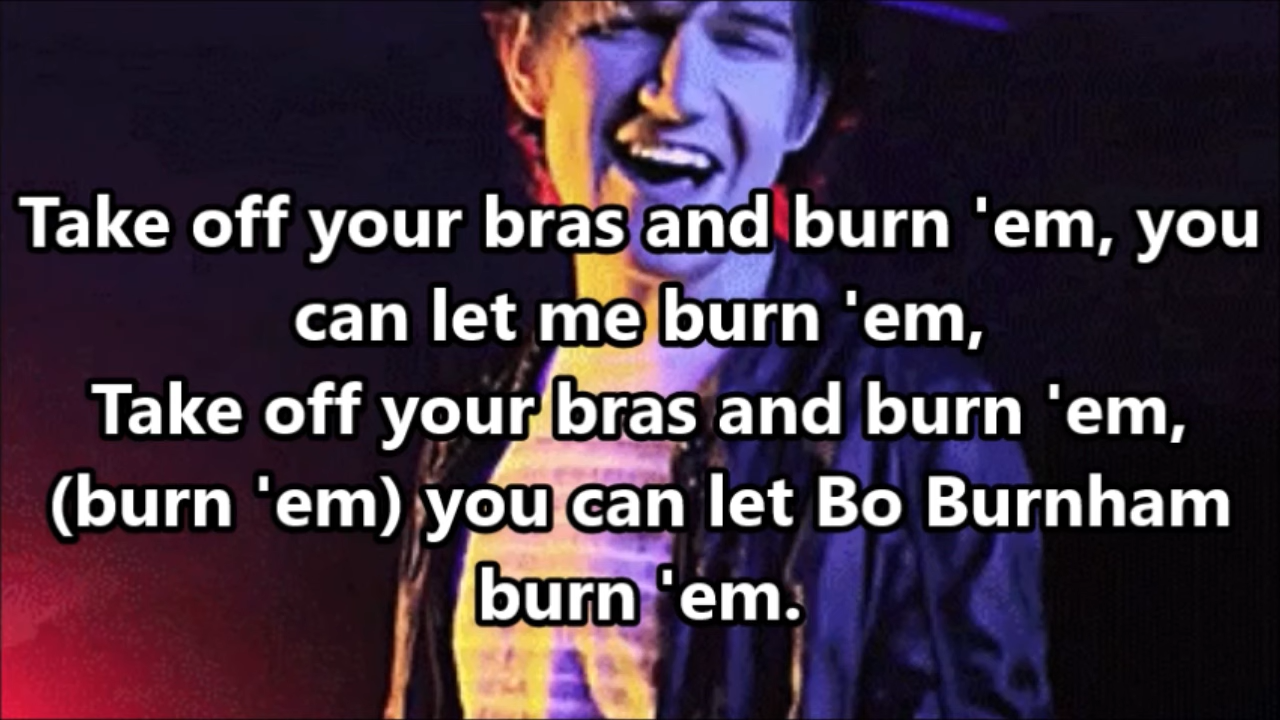 Take off your bras and burn 'em, you
can let me burn 'em,
Take off your bras and burn 'em,
(burn 'em) you can let Bo Burnham
burn 'em.